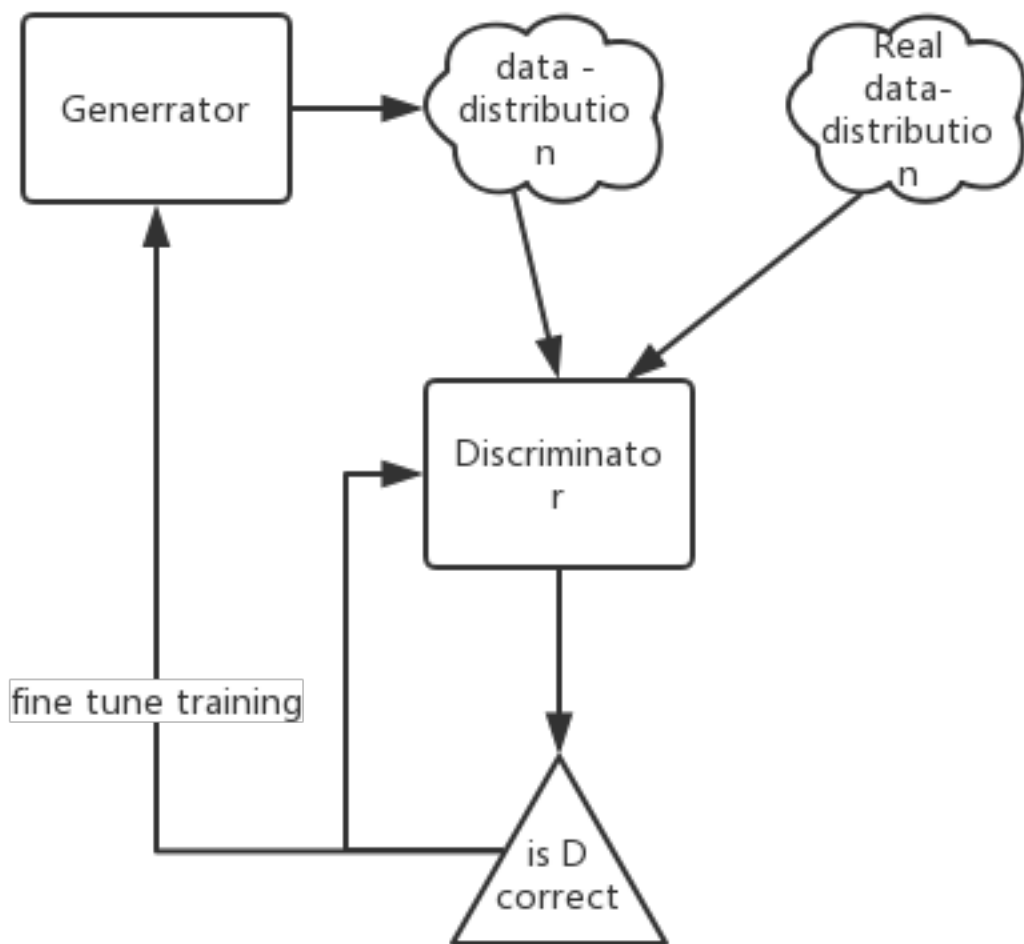 Generrator
data -
distributio
n
Real
data-
distributio
n
Discriminato
r
fine tune training
is D
correct